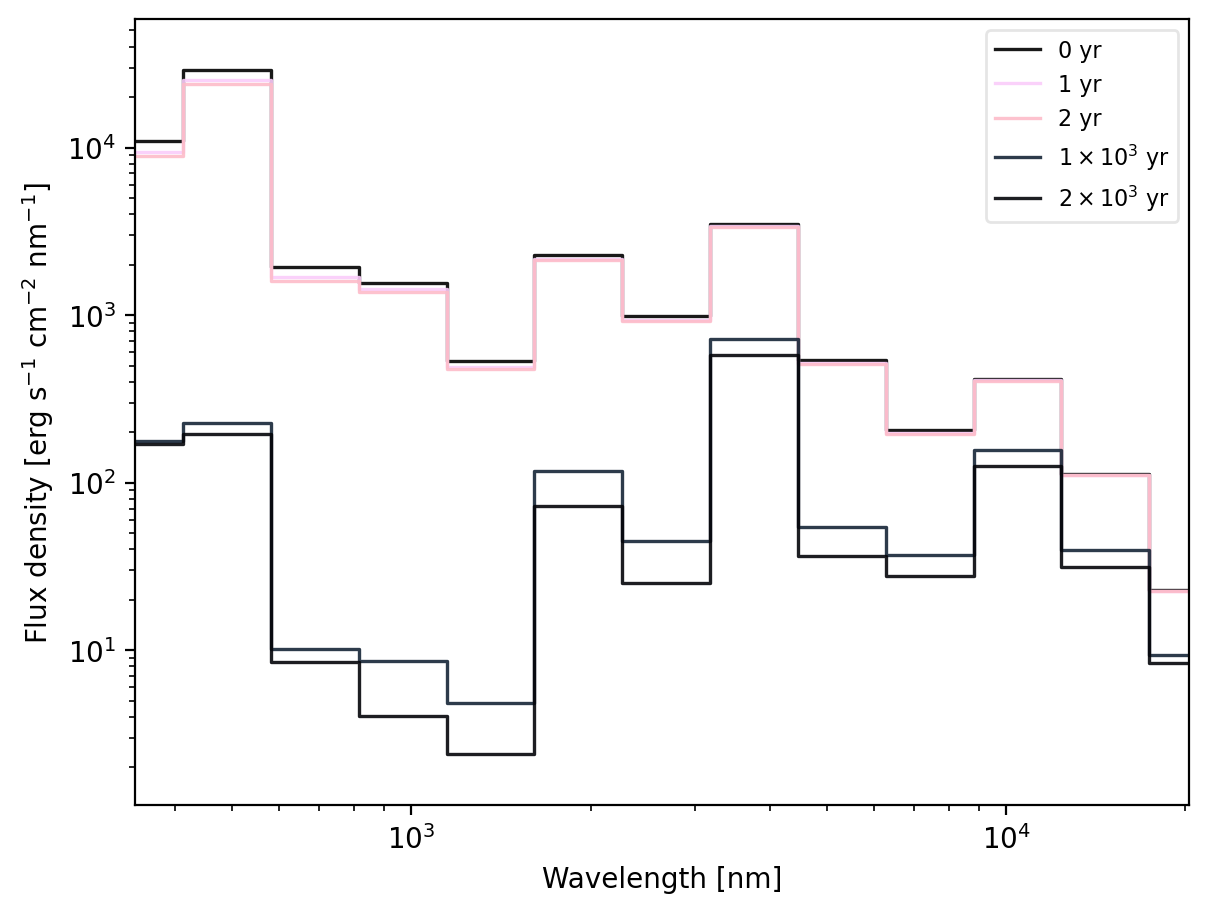 0 yr
1 yr
2 yr
1 × 10³ yr
2 × 10³ yr
10⁴
10³
10²
10¹
Flux density [erg s⁻¹ cm⁻² nm⁻¹]
10³ 10⁴
Wavelength [nm]